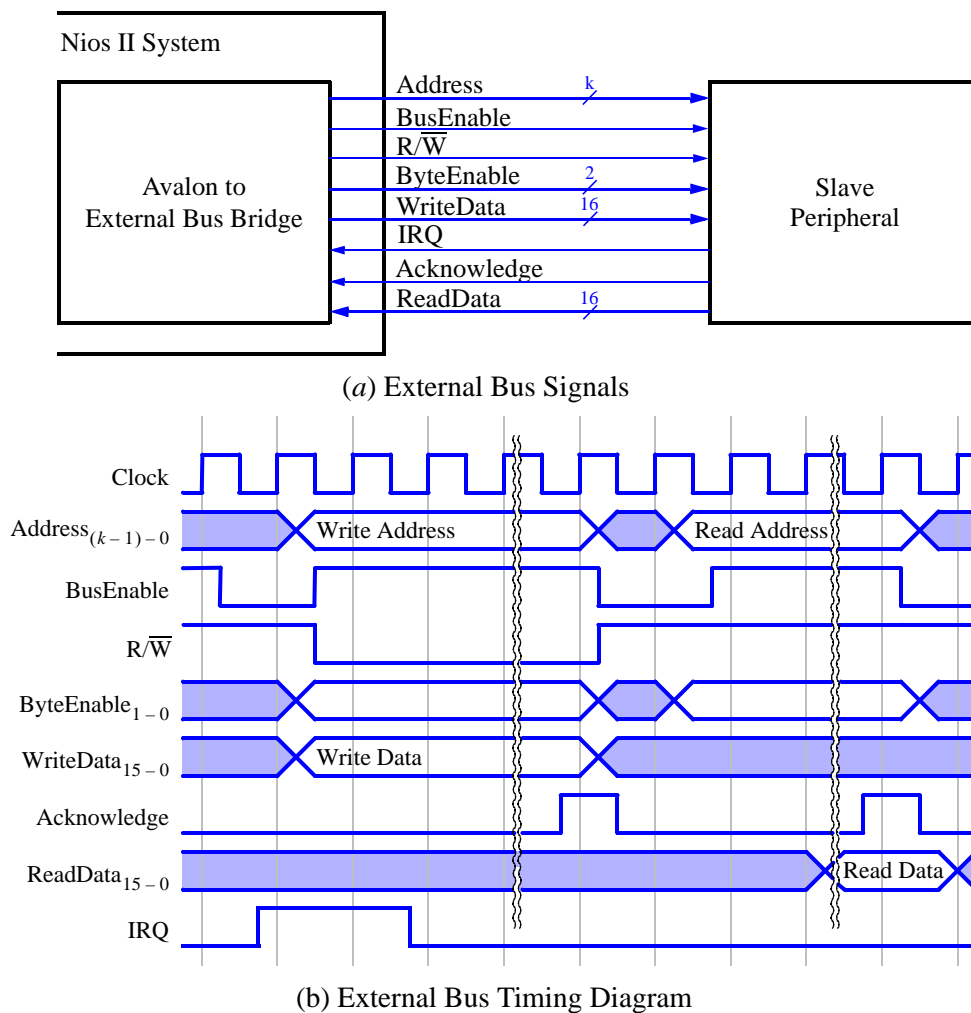 Nios II System
Address
k
BusEnable
R/W̅
ByteEnable
2
WriteData
16
IRQ
Acknowledge
ReadData
16
Avalon to
External Bus Bridge
Slave
Peripheral
(a) External Bus Signals
Clock
Address(k – 1) – 0
Write Address
Read Address
BusEnable
R/W̅
ByteEnable1 – 0
WriteData15 – 0
Write Data
Acknowledge
ReadData15 – 0
Read Data
IRQ
(b) External Bus Timing Diagram